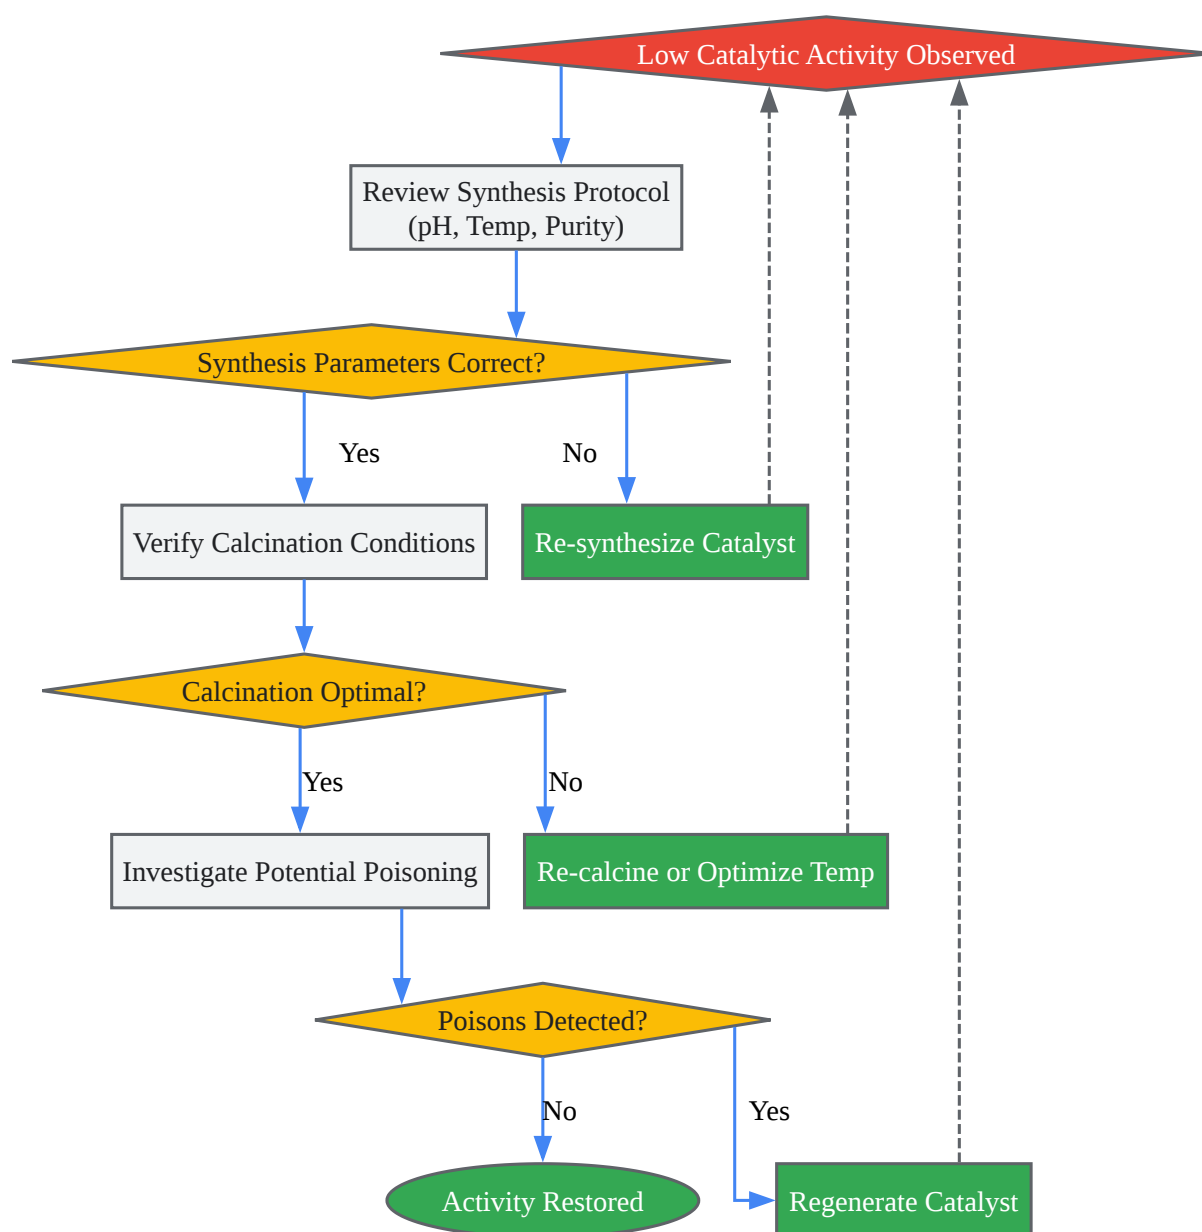 Low Catalytic Activity Observed
Review Synthesis Protocol
(pH, Temp, Purity)
Synthesis Parameters Correct?
Yes
No
Verify Calcination Conditions
Re-synthesize Catalyst
Calcination Optimal?
Yes
No
Investigate Potential Poisoning
Re-calcine or Optimize Temp
Poisons Detected?
No
Yes
Activity Restored
Regenerate Catalyst